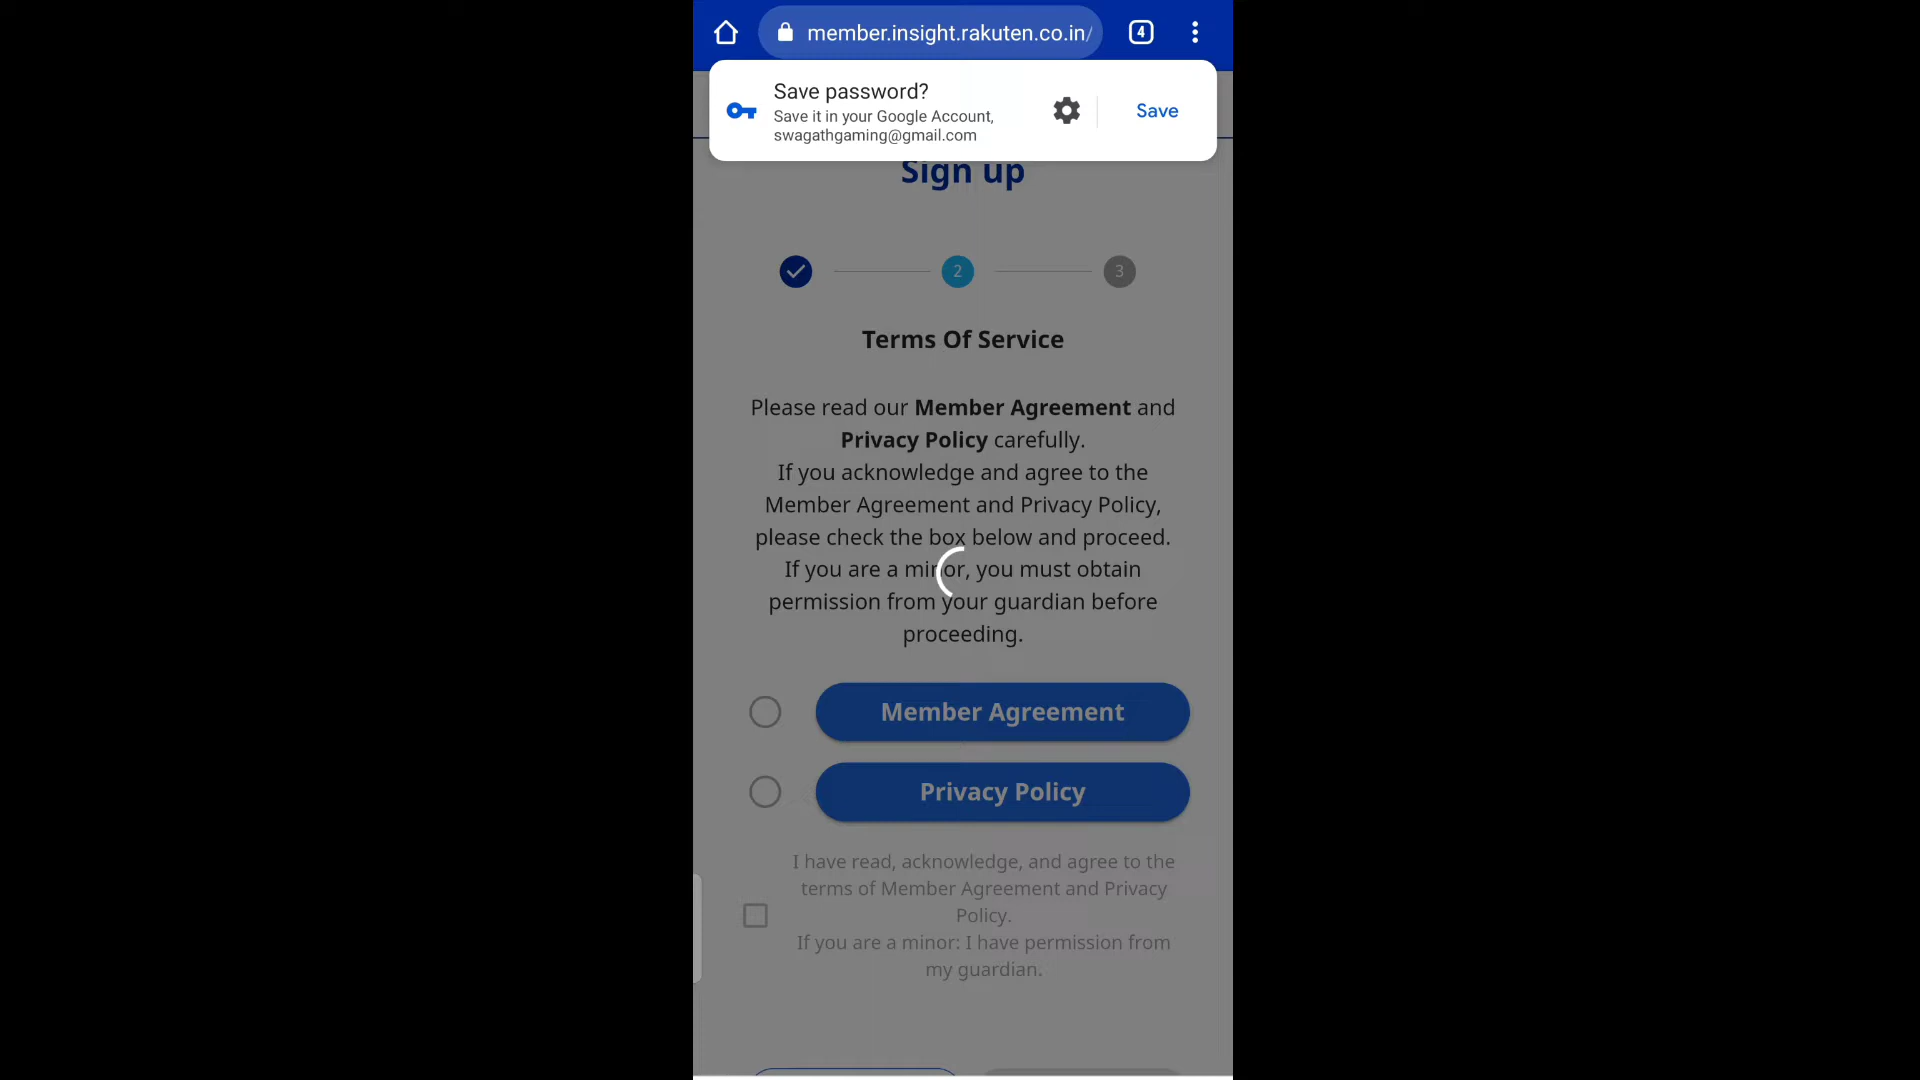 member.insight.rakuten.co.in/
4
Save password?
Save it in your Google Account,
swagathgaming@gmail.com
Save
Sign up
2
3
Terms Of Service
Please read our Member Agreement and
Privacy Policy carefully.
If you acknowledge and agree to the
Member Agreement and Privacy Policy,
please check the box below and proceed.
If you are a minor, you must obtain
permission from your guardian before
proceeding.
Member Agreement
Privacy Policy
I have read, acknowledge, and agree to the
terms of Member Agreement and Privacy
Policy.
If you are a minor: I have permission from
my guardian.